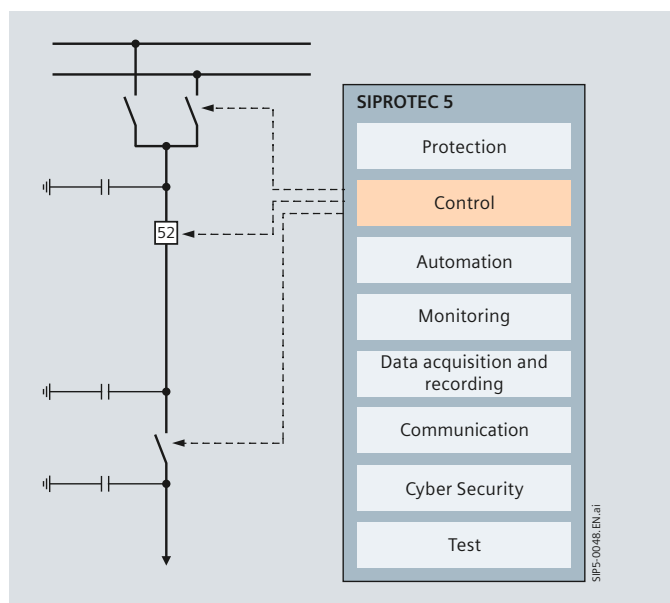 SIPROTEC 5
Protection
Control
52
Automation
Monitoring
Data acquisition and
recording
Communication
Cyber Security
Test
SIP5-0048.EN.ai